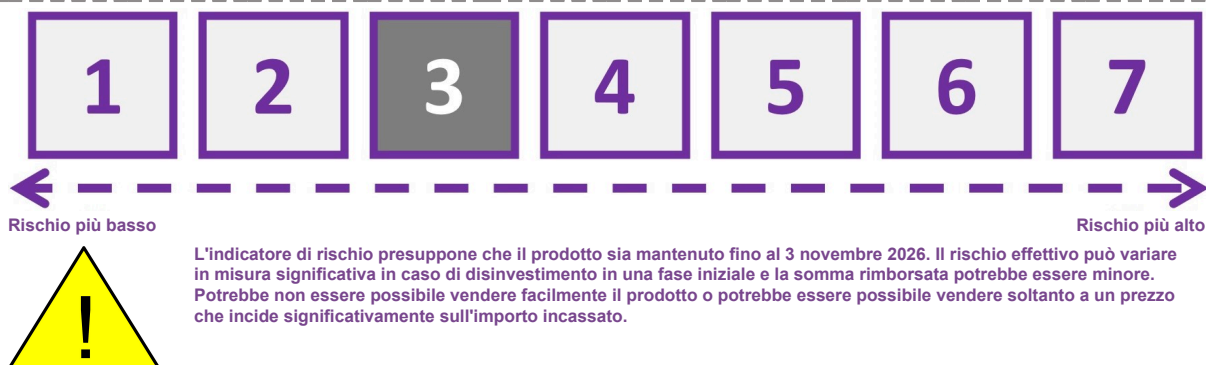 1 2 3 4 5 6 7
Rischio più basso Rischio più alto
L'indicatore di rischio presuppone che il prodotto sia mantenuto fino al 3 novembre 2026. Il rischio effettivo può variare
in misura significativa in caso di disinvestimento in una fase iniziale e la somma rimborsata potrebbe essere minore.
Potrebbe non essere possibile vendere facilmente il prodotto o potrebbe essere possibile vendere soltanto a un prezzo
che incide significativamente sull'importo incassato.
!